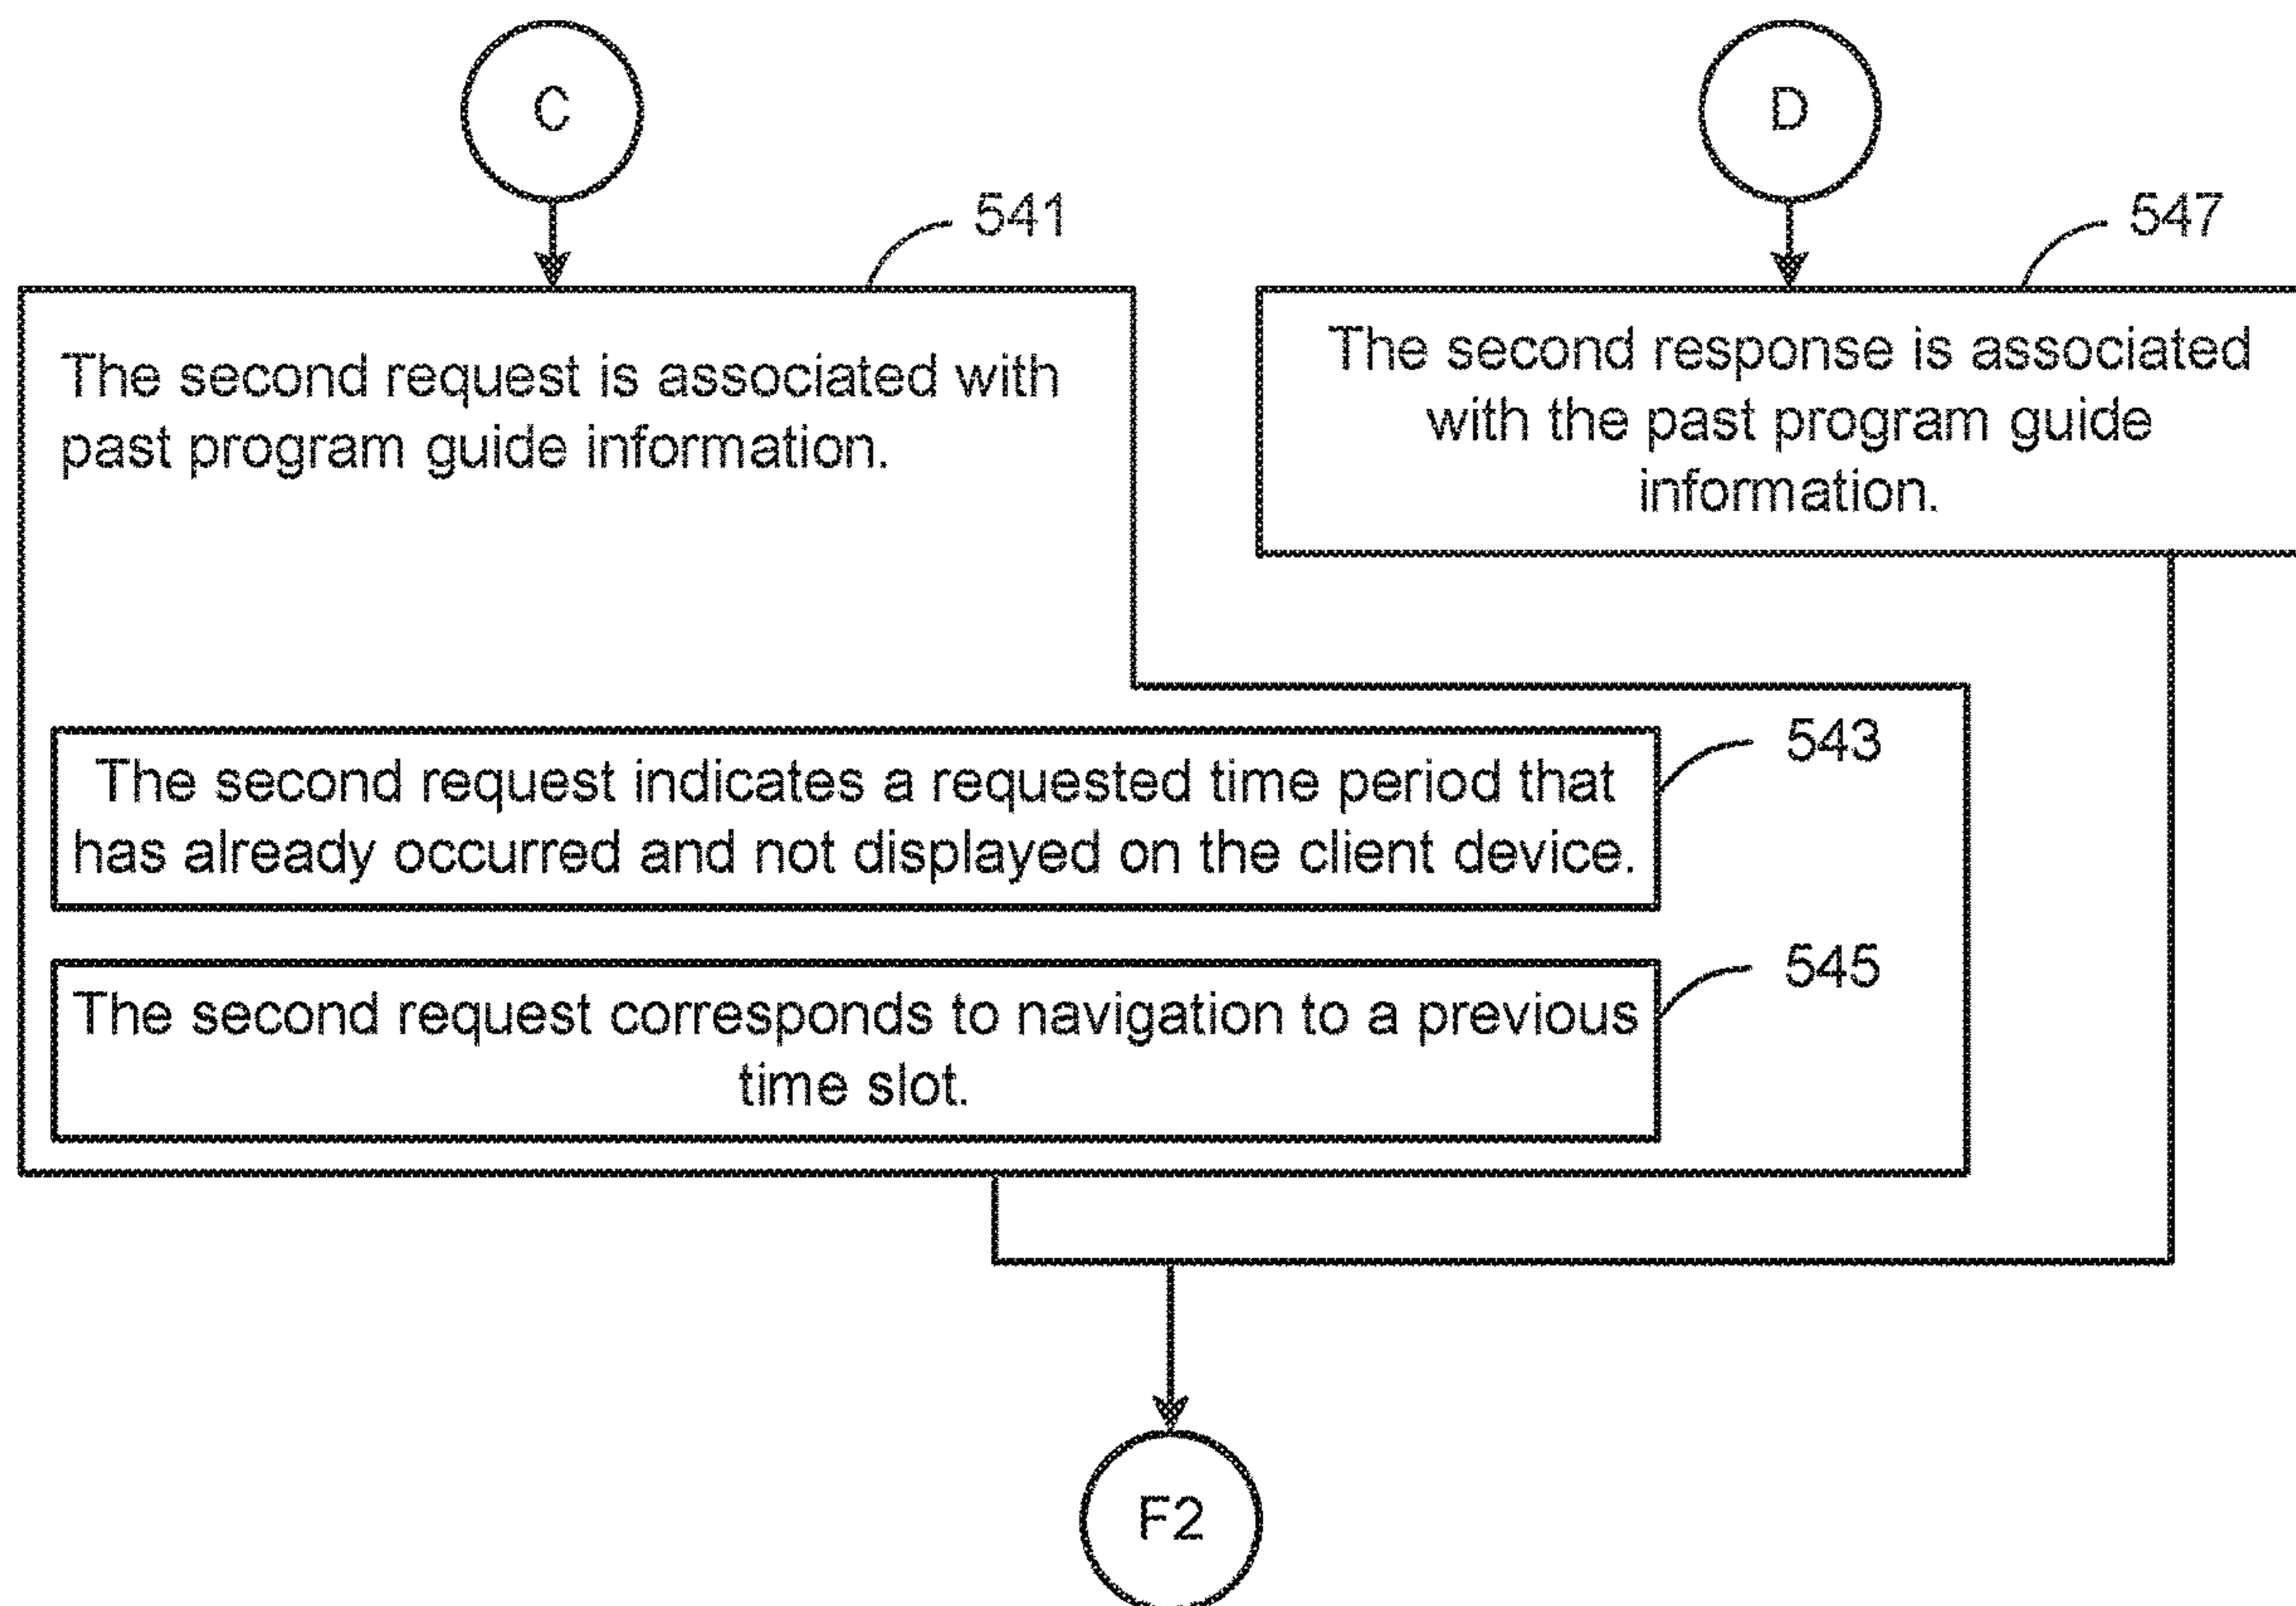 C
D
541
547
The second request is associated with
past program guide information.
The second response is associated
with the past program guide
information.
543
The second request indicates a requested time period that
has already occurred and not displayed on the client device.
545
The second request corresponds to navigation to a previous
time slot.
F2